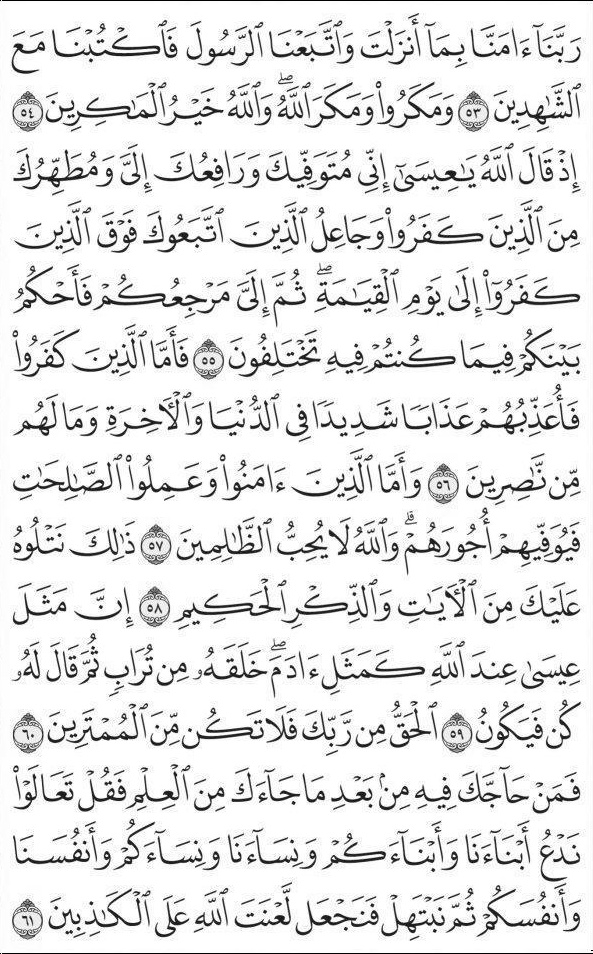 رَبَّنَآ ءَامَنَّا بِمَآ أَنزَلْتَ وَٱتَّبَعْنَا ٱلرَّسُولَ فَٱكْتُبْنَا مَعَ
ٱلشَّٰهِدِينَ ٥٣ وَمَكَرُوا۟ وَمَكَرَ ٱللَّهُ ۖ وَٱللَّهُ خَيْرُ ٱلْمَٰكِرِينَ ٥٤
إِذْ قَالَ ٱللَّهُ يَٰعِيسَىٰٓ إِنِّى مُتَوَفِّيكَ وَرَافِعُكَ إِلَىَّ وَمُطَهِّرُكَ
مِنَ ٱلَّذِينَ كَفَرُوا۟ وَجَاعِلُ ٱلَّذِينَ ٱتَّبَعُوكَ فَوْقَ ٱلَّذِينَ
كَفَرُوٓا۟ إِلَىٰ يَوْمِ ٱلْقِيَٰمَةِ ۖ ثُمَّ إِلَىَّ مَرْجِعُكُمْ فَأَحْكُمُ
بَيْنَكُمْ فِيمَا كُنتُمْ فِيهِ تَخْتَلِفُونَ ٥٥ فَأَمَّا ٱلَّذِينَ كَفَرُوا۟
فَأُعَذِّبُهُمْ عَذَابًا شَدِيدًا فِى ٱلدُّنْيَا وَٱلْءَاخِرَةِ وَمَا لَهُم
مِّن نَّٰصِرِينَ ٥٦ وَأَمَّا ٱلَّذِينَ ءَامَنُوا۟ وَعَمِلُوا۟ ٱلصَّٰلِحَٰتِ
فَيُوَفِّيهِمْ أُجُورَهُمْ ۗ وَٱللَّهُ لَا يُحِبُّ ٱلظَّٰلِمِينَ ٥٧ ذَٰلِكَ نَتْلُوهُ
عَلَيْكَ مِنَ ٱلْءَايَٰتِ وَٱلذِّكْرِ ٱلْحَكِيمِ ٥٨ إِنَّ مَثَلَ
عِيسَىٰ عِندَ ٱللَّهِ كَمَثَلِ ءَادَمَ ۖ خَلَقَهُۥ مِن تُرَابٍ ثُمَّ قَالَ لَهُۥ
كُن فَيَكُونُ ٥٩ ٱلْحَقُّ مِن رَّبِّكَ فَلَا تَكُن مِّنَ ٱلْمُمْتَرِينَ ٦٠
فَمَنْ حَآجَّكَ فِيهِ مِنۢ بَعْدِ مَا جَآءَكَ مِنَ ٱلْعِلْمِ فَقُلْ تَعَالَوْا۟
نَدْعُ أَبْنَآءَنَا وَأَبْنَآءَكُمْ وَنِسَآءَنَا وَنِسَآءَكُمْ وَأَنفُسَنَا
وَأَنفُسَكُمْ ثُمَّ نَبْتَهِلْ فَنَجْعَل لَّعْنَتَ ٱللَّهِ عَلَى ٱلْكَٰذِبِينَ ٦١